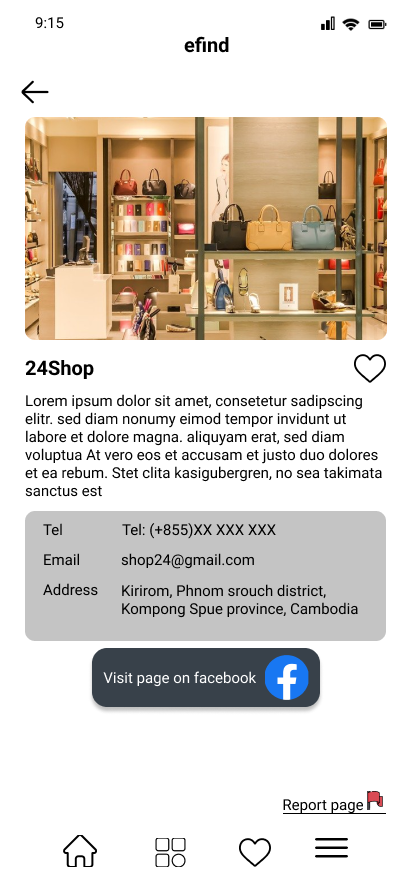 9:15
efind
24Shop
Lorem ipsum dolor sit amet, consetetur sadipscing
elitr. sed diam nonumy eimod tempor invidunt ut
labore et dolore magna. aliquyam erat, sed diam
voluptua At vero eos et accusam et justo duo dolores
et ea rebum. Stet clita kasigubergren, no sea takimata
sanctus est
Tel Tel: (+855)XX XXX XXX
Email shop24@gmail.com
Address Kirirom, Phnom srouch district,
Kompong Spue province, Cambodia
Visit page on facebook
Report page